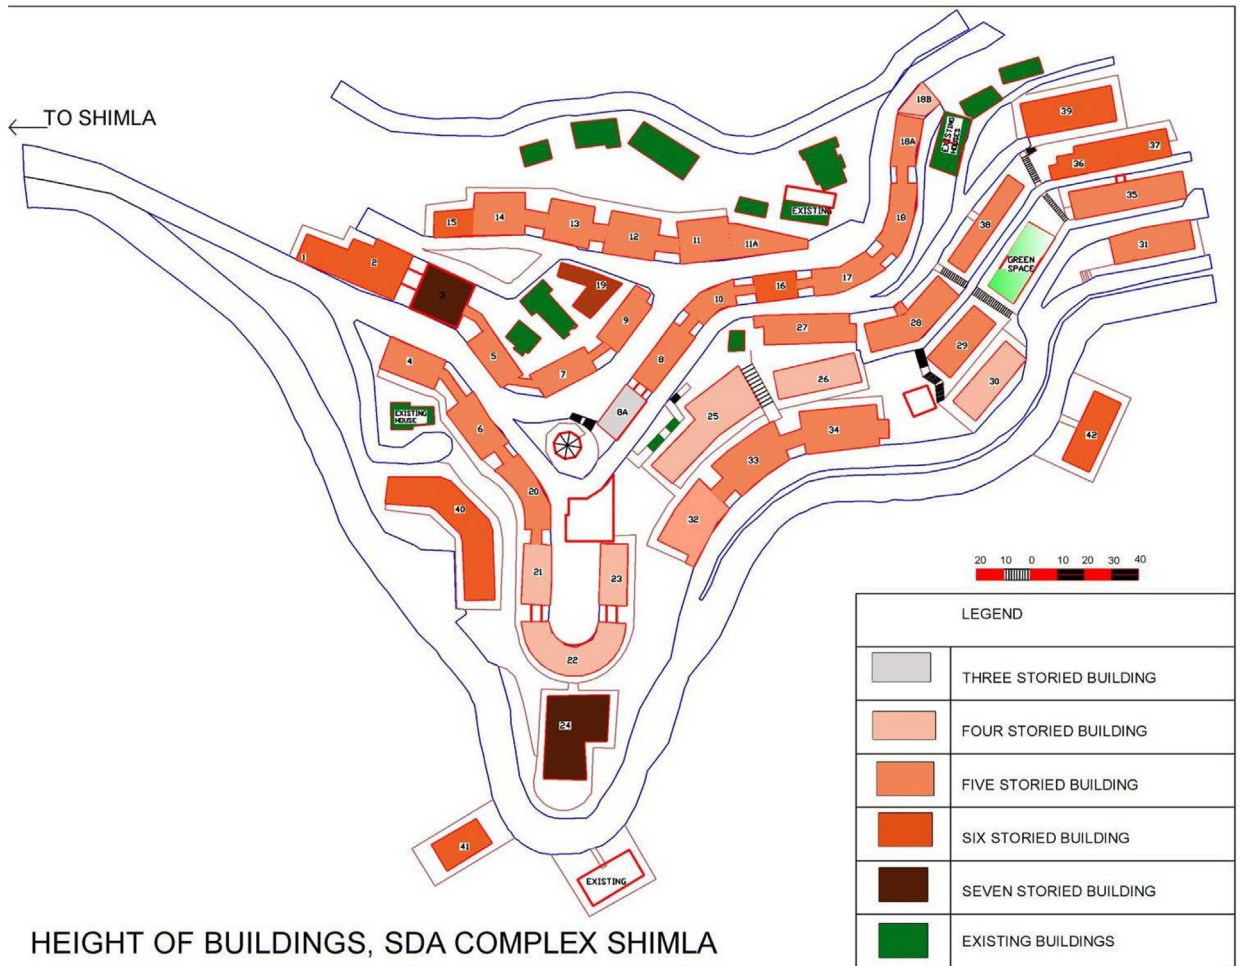 TO SHIMLA
18B
39
18A
EXISTING
HOUSES
37
36
35
15
14
13
12
11
11A
EXISTING
18
38
31
1
2
GREEN
SPACE
3
19
10
16
17
9
28
27
4
5
7
8
29
26
30
EXISTING
HOUSE
6
8A
25
34
42
33
20
40
32
21
23
20 10 0 10 20 30 40
22
24
41
EXISTING
LEGEND
THREE STORIED BUILDING
FOUR STORIED BUILDING
FIVE STORIED BUILDING
SIX STORIED BUILDING
SEVEN STORIED BUILDING
EXISTING BUILDINGS
HEIGHT OF BUILDINGS, SDA COMPLEX SHIMLA